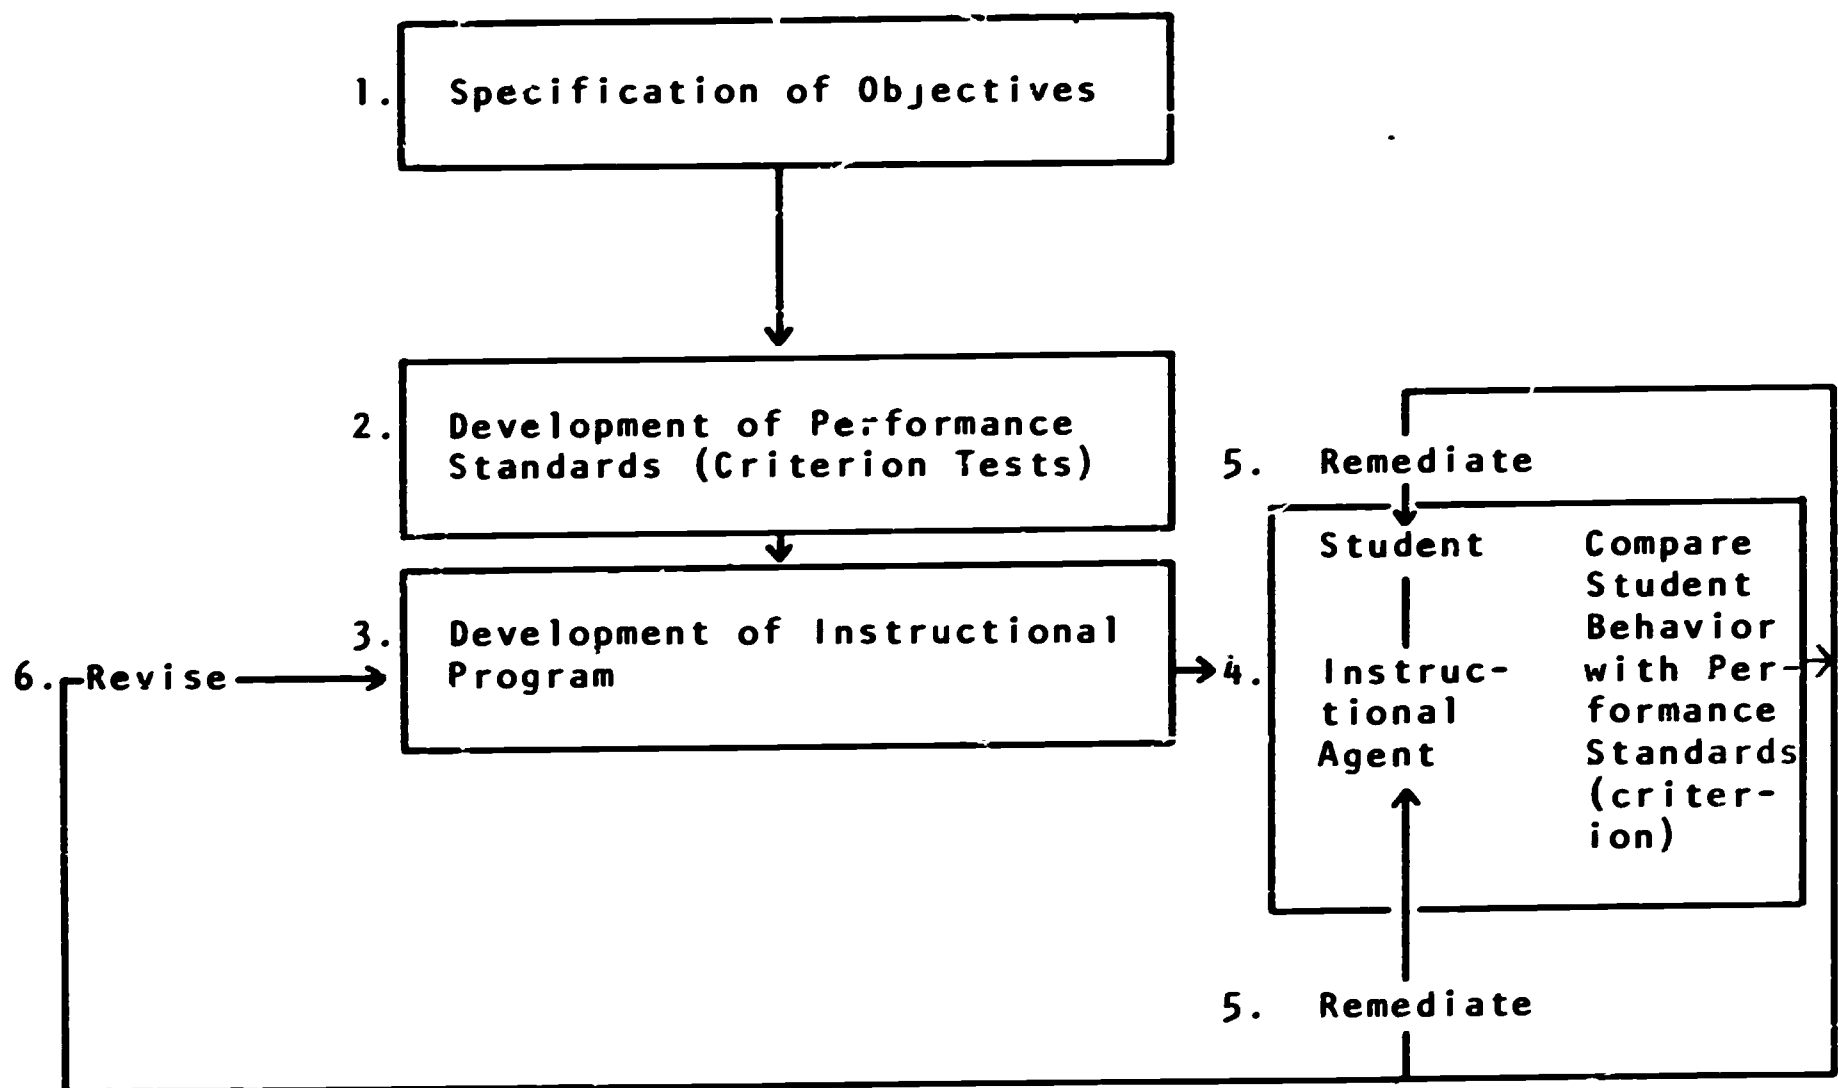 1. Specification of Objectives
2. Development of Performance
Standards (Criterion Tests)
3. Development of Instructional
Program
6. Revise
5. Remediate
4.
Student
Instruc-
tional
Agent
Compare
Student
Behavior
with Per-
formance
Standards
(criter-
ion)
5. Remediate